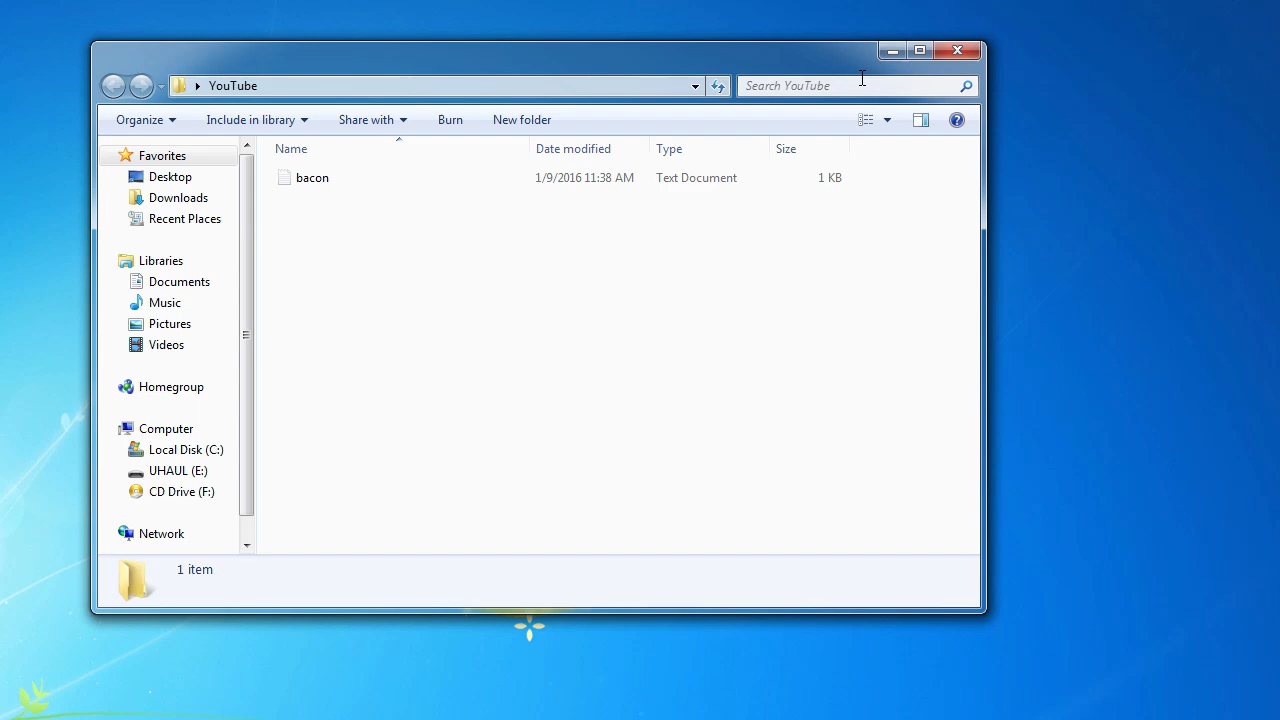 YouTube
Search YouTube
Organize
Include in library
Share with
Burn
New folder
Name
Date modified
Type
Size
bacon
1/9/2016 11:38 AM
Text Document
1 KB
Favorites
Desktop
Downloads
Recent Places
Libraries
Documents
Music
Pictures
Videos
Homegroup
Computer
Local Disk (C:)
UHAUL (E:)
CD Drive (F:)
Network
1 item